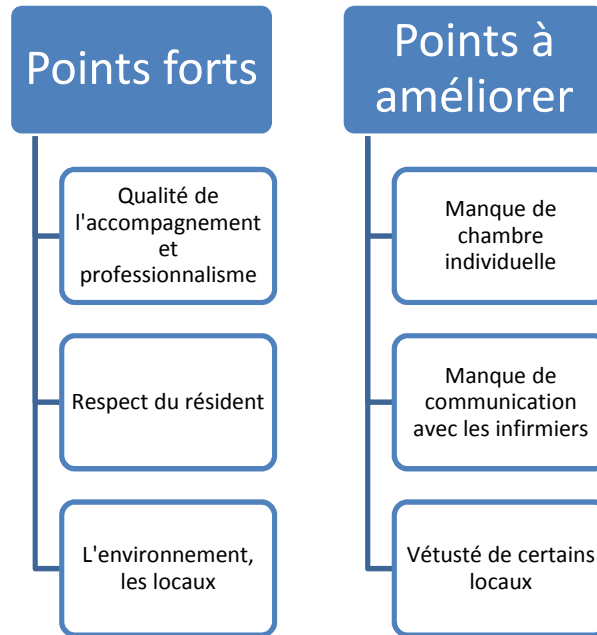 Points forts
Qualité de
l'accompagnement
et
professionnalisme
Respect du résident
L'environnement,
les locaux
Points à
améliorer
Manque de
chambre
individuelle
Manque de
communication
avec les infirmiers
Vétusté de certains
locaux